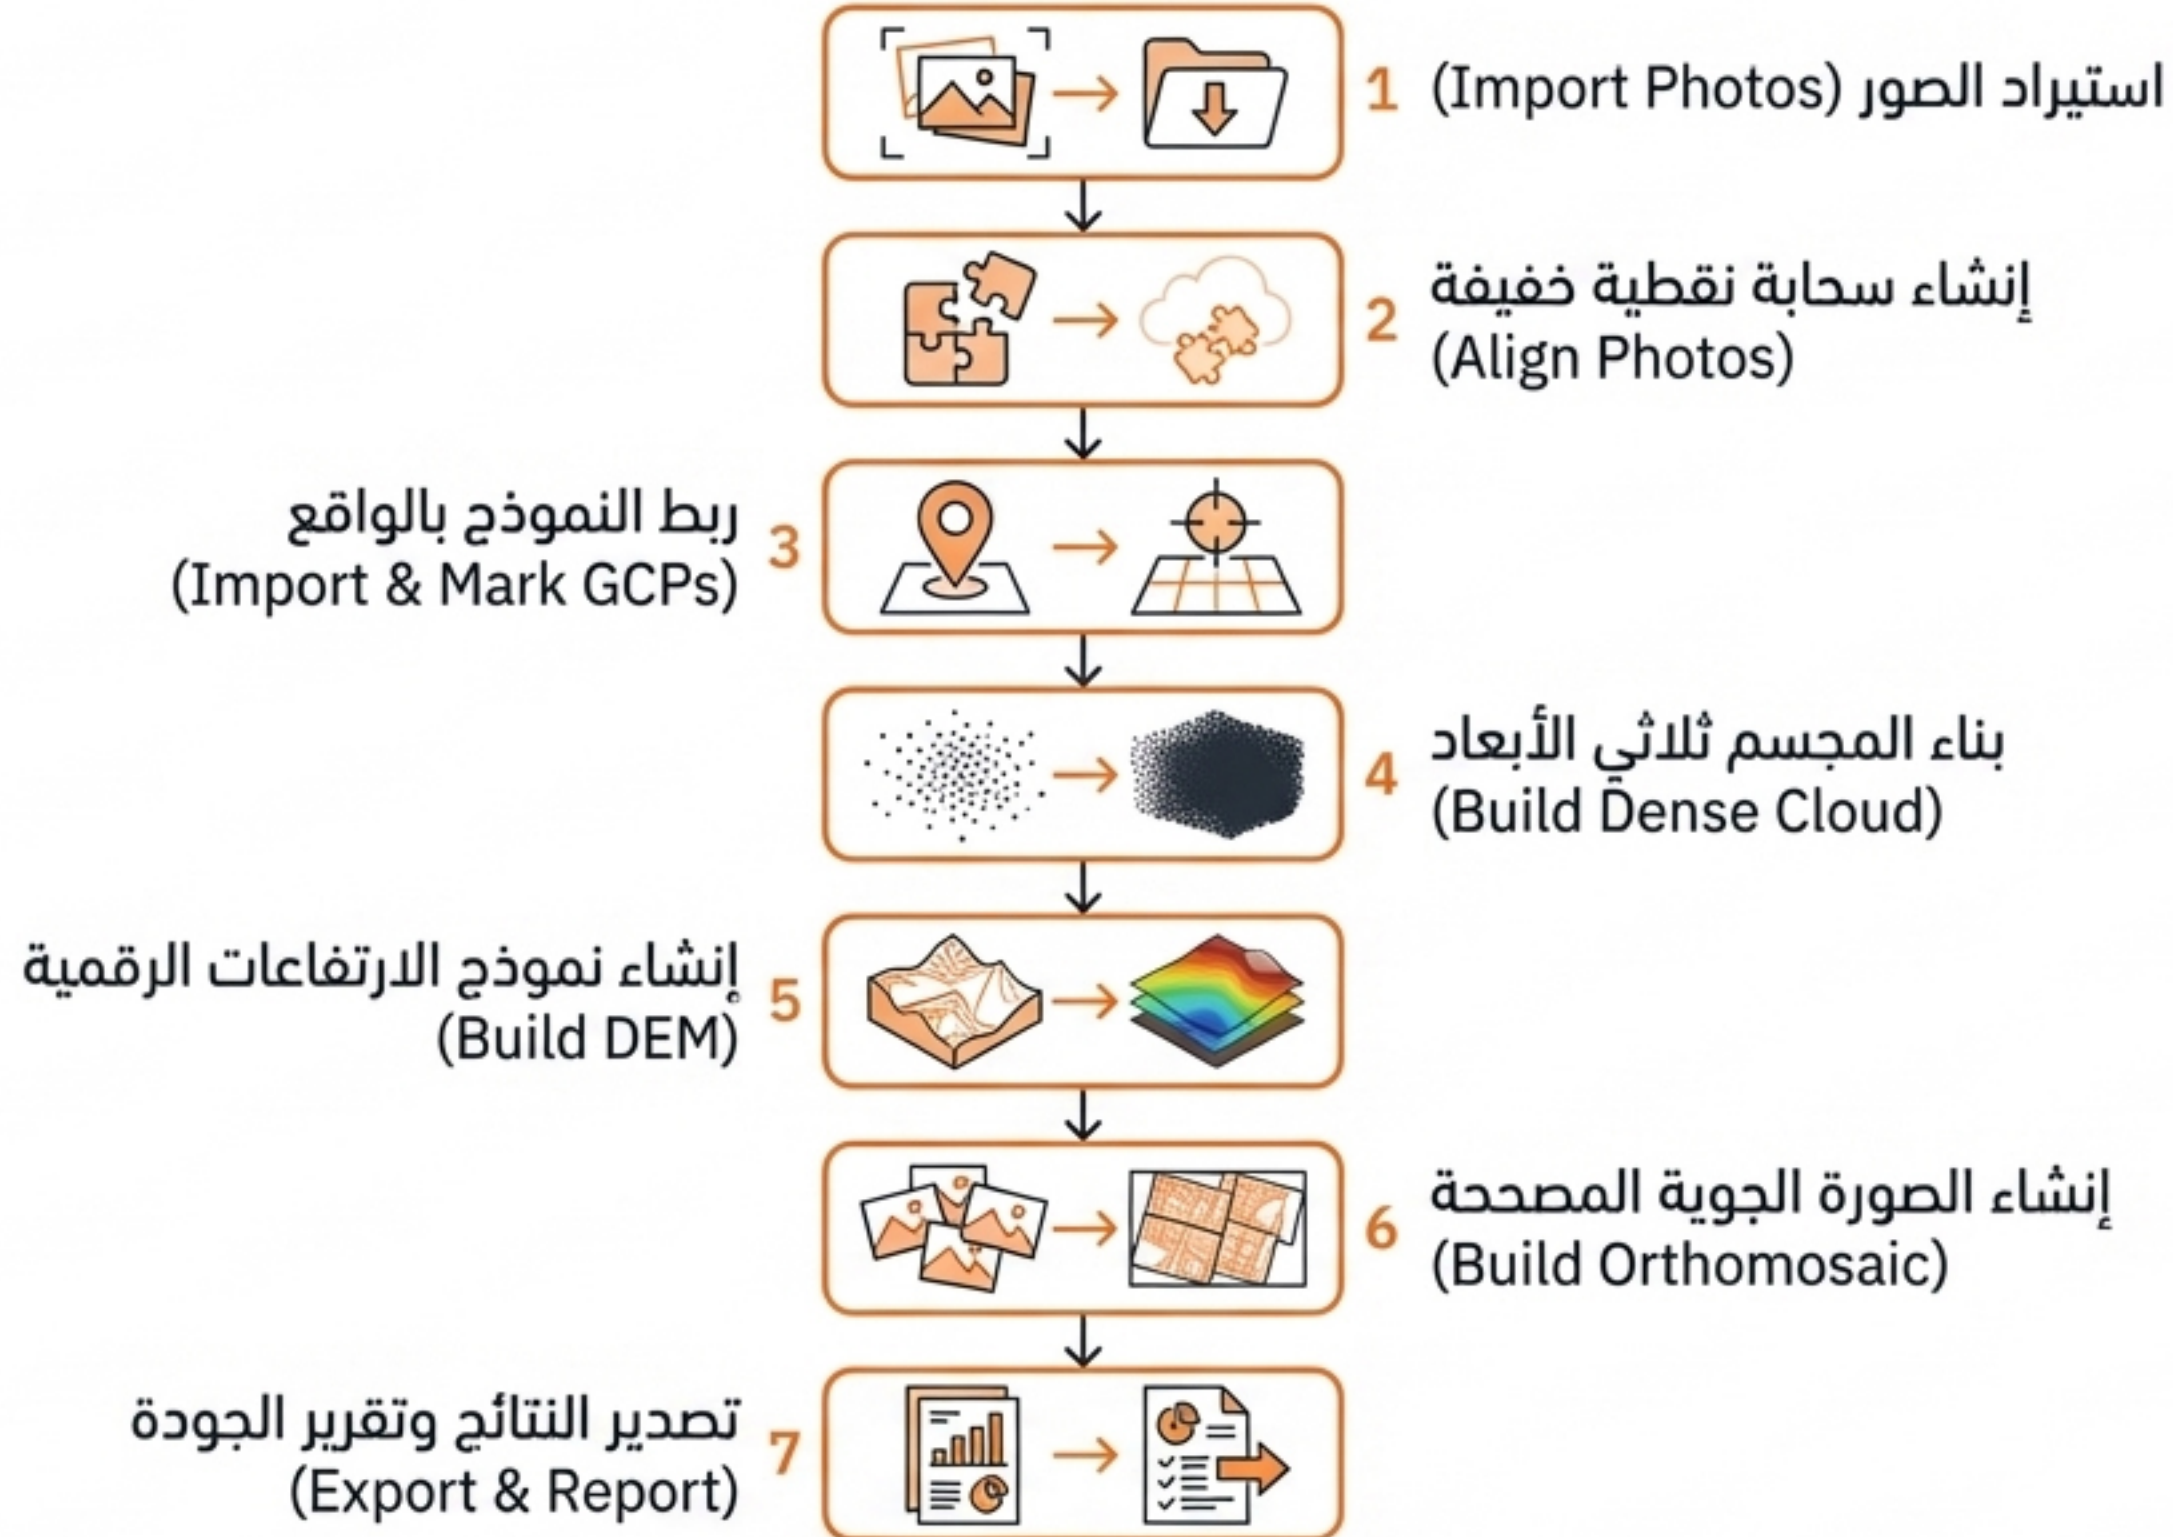 1
استيراد الصور (Import Photos)
2
إنشاء سحابة نقطية خفيفة
(Align Photos)
3
ربط النموذج بالواقع
(Import & Mark GCPs)
4
بناء المجسم ثلاثي الأبعاد
(Build Dense Cloud)
5
إنشاء نموذج الارتفاعات الرقمية
(Build DEM)
6
إنشاء الصورة الجوية المصححة
(Build Orthomosaic)
7
تصدير النتائج وتقرير الجودة
(Export & Report)